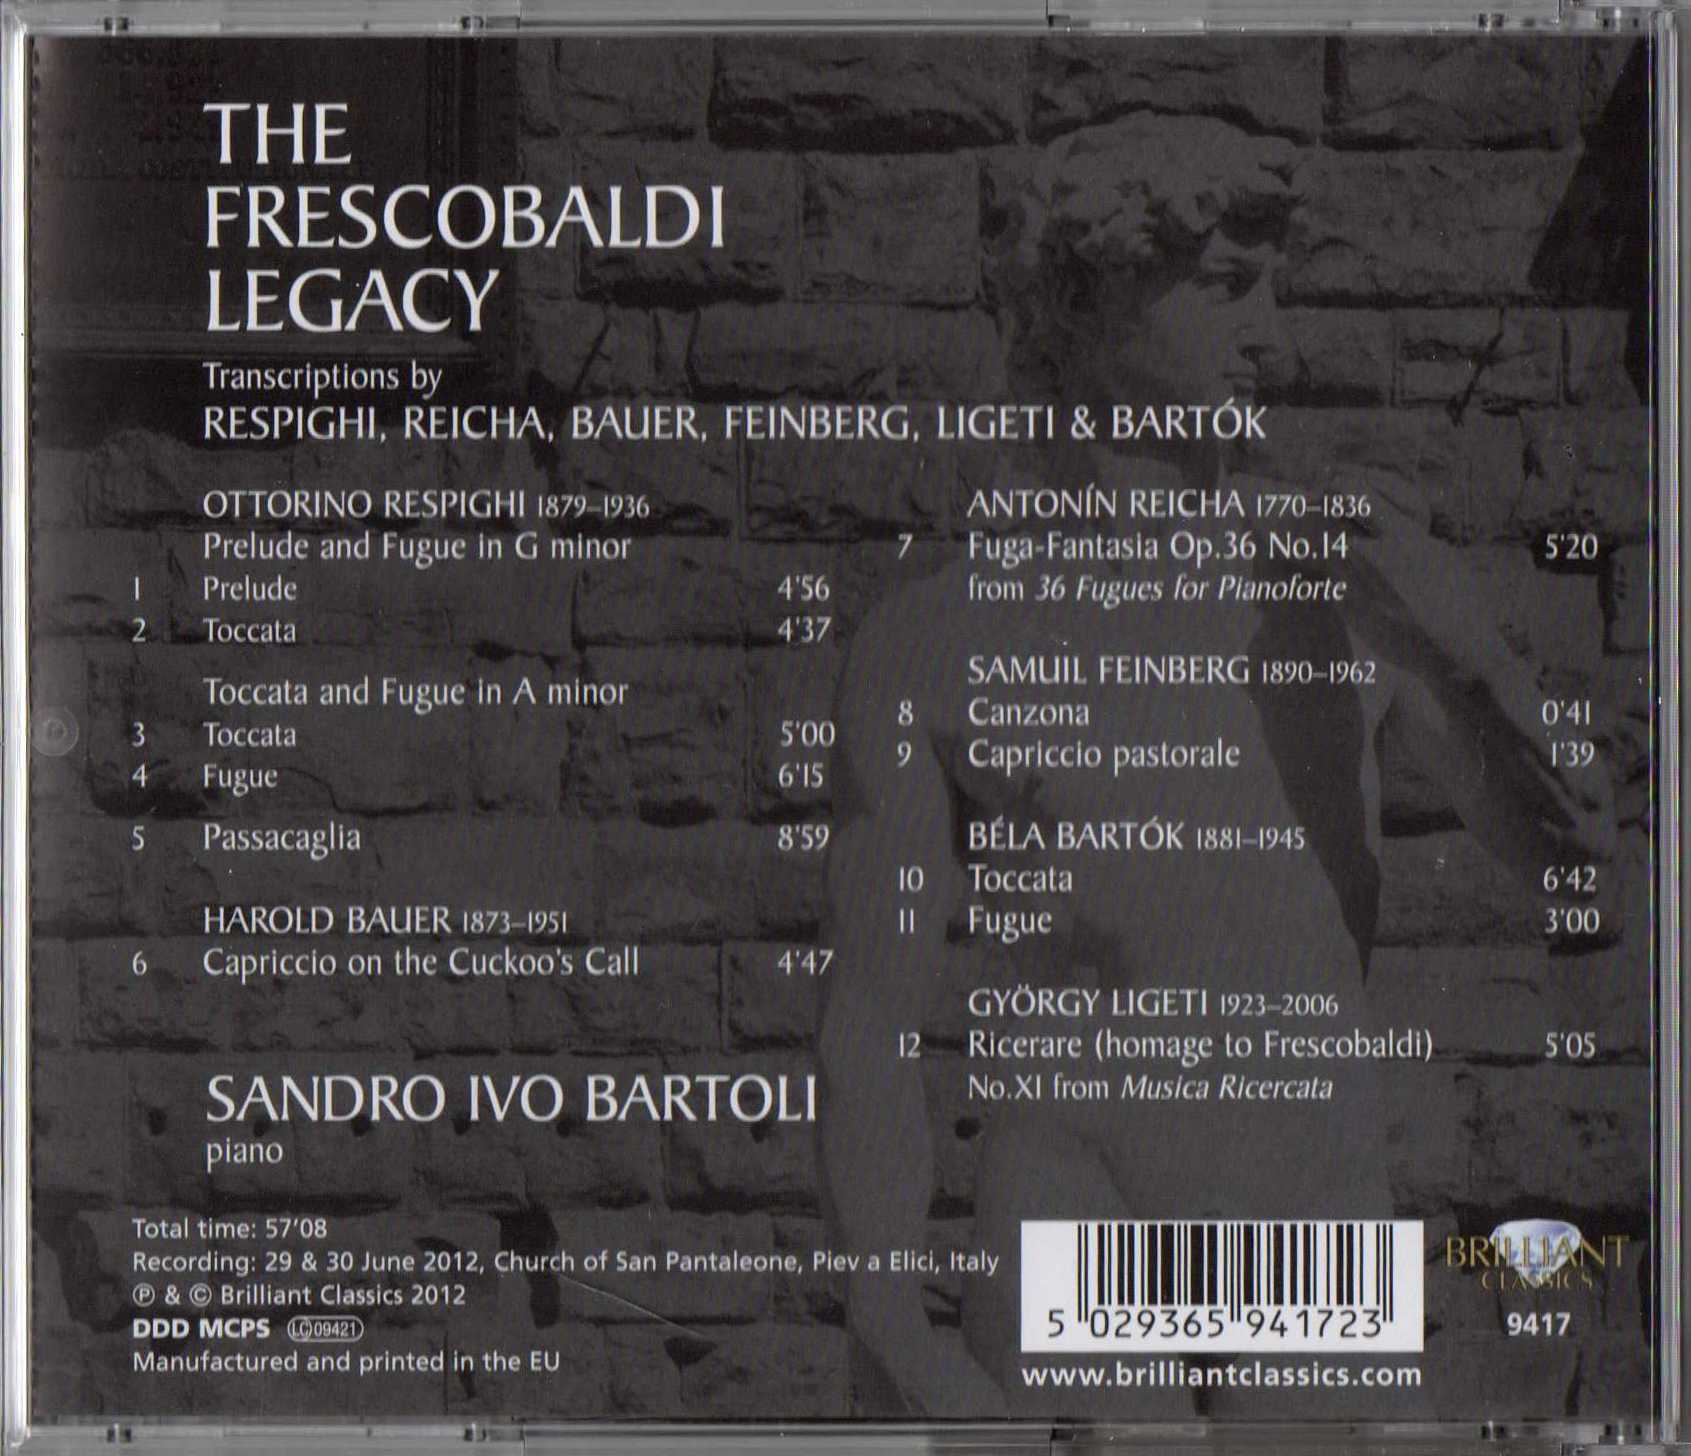 THE
FRESCOBALDI
LEGACY
Transcriptions by
RESPIGHI, REICHA, BAUER, FEINBERG, LIGETI & BARTÓK
OTTORINO RESPIGHI 1879–1936
Prelude and Fugue in G minor
1 Prelude 4'56
2 Toccata 4'37
Toccata and Fugue in A minor
3 Toccata 5'00
4 Fugue 6'15
5 Passacaglia 8'59
HAROLD BAUER 1873–1951
6 Capriccio on the Cuckoo's Call 4'47
ANTONÍN REICHA 1770–1836
7 Fuga-Fantasia Op.36 No.14 5'20
from 36 Fugues for Pianoforte
SAMUIL FEINBERG 1890–1962
8 Canzona 0'41
9 Capriccio pastorale 1'39
BÉLA BARTÓK 1881–1945
10 Toccata 6'42
11 Fugue 3'00
GYÖRGY LIGETI 1923–2006
12 Ricerare (homage to Frescobaldi) 5'05
No.XI from Musica Ricercata
SANDRO IVO BARTOLI
piano
Total time: 57'08
Recording: 29 & 30 June 2012, Church of San Pantaleone, Piev a Elici, Italy
℗ & © Brilliant Classics 2012
DDD MCPS LC 09421
Manufactured and printed in the EU
5 029365 941723
www.brilliantclassics.com
BRILLIANT
CLASSICS
9417